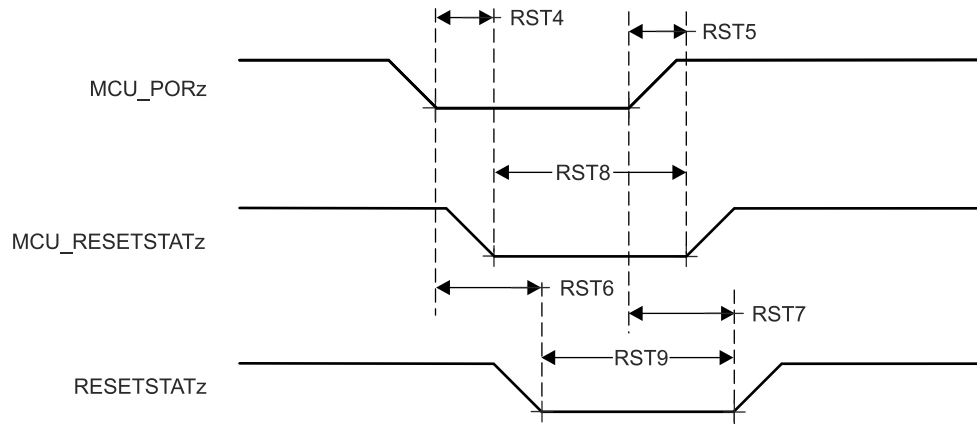 RST4
RST5
MCU_PORz
RST8
MCU_RESETSTATz
RST6
RST7
RST9
RESETSTATz